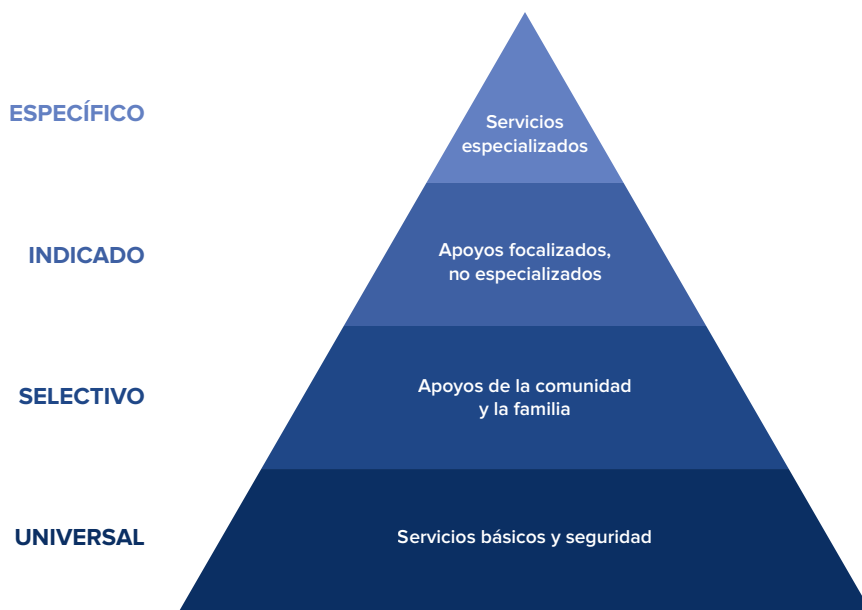 ESPECÍFICO
Servicios
especializados
INDICADO
Apoyos focalizados,
no especializados
SELECTIVO
Apoyos de la comunidad
y la familia
UNIVERSAL
Servicios básicos y seguridad